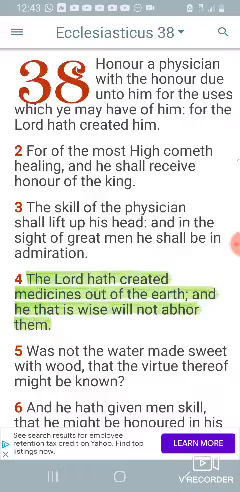 12:43
88%
Ecclesiasticus 38
38 Honour a physician
with the honour due
unto him for the uses
which ye may have of him: for the
Lord hath created him.
2 For of the most High cometh
healing, and he shall receive
honour of the king.
3 The skill of the physician
shall lift up his head: and in the
sight of great men he shall be in
admiration.
4 The Lord hath created
medicines out of the earth; and
he that is wise will not abhor
them.
5 Was not the water made sweet
with wood, that the virtue thereof
might be known?
6 And he hath given men skill,
that he might be honoured in his
See search results for employee
retention tax credit on Yahoo. Find top
listings now.
LEARN MORE
VRECORDER